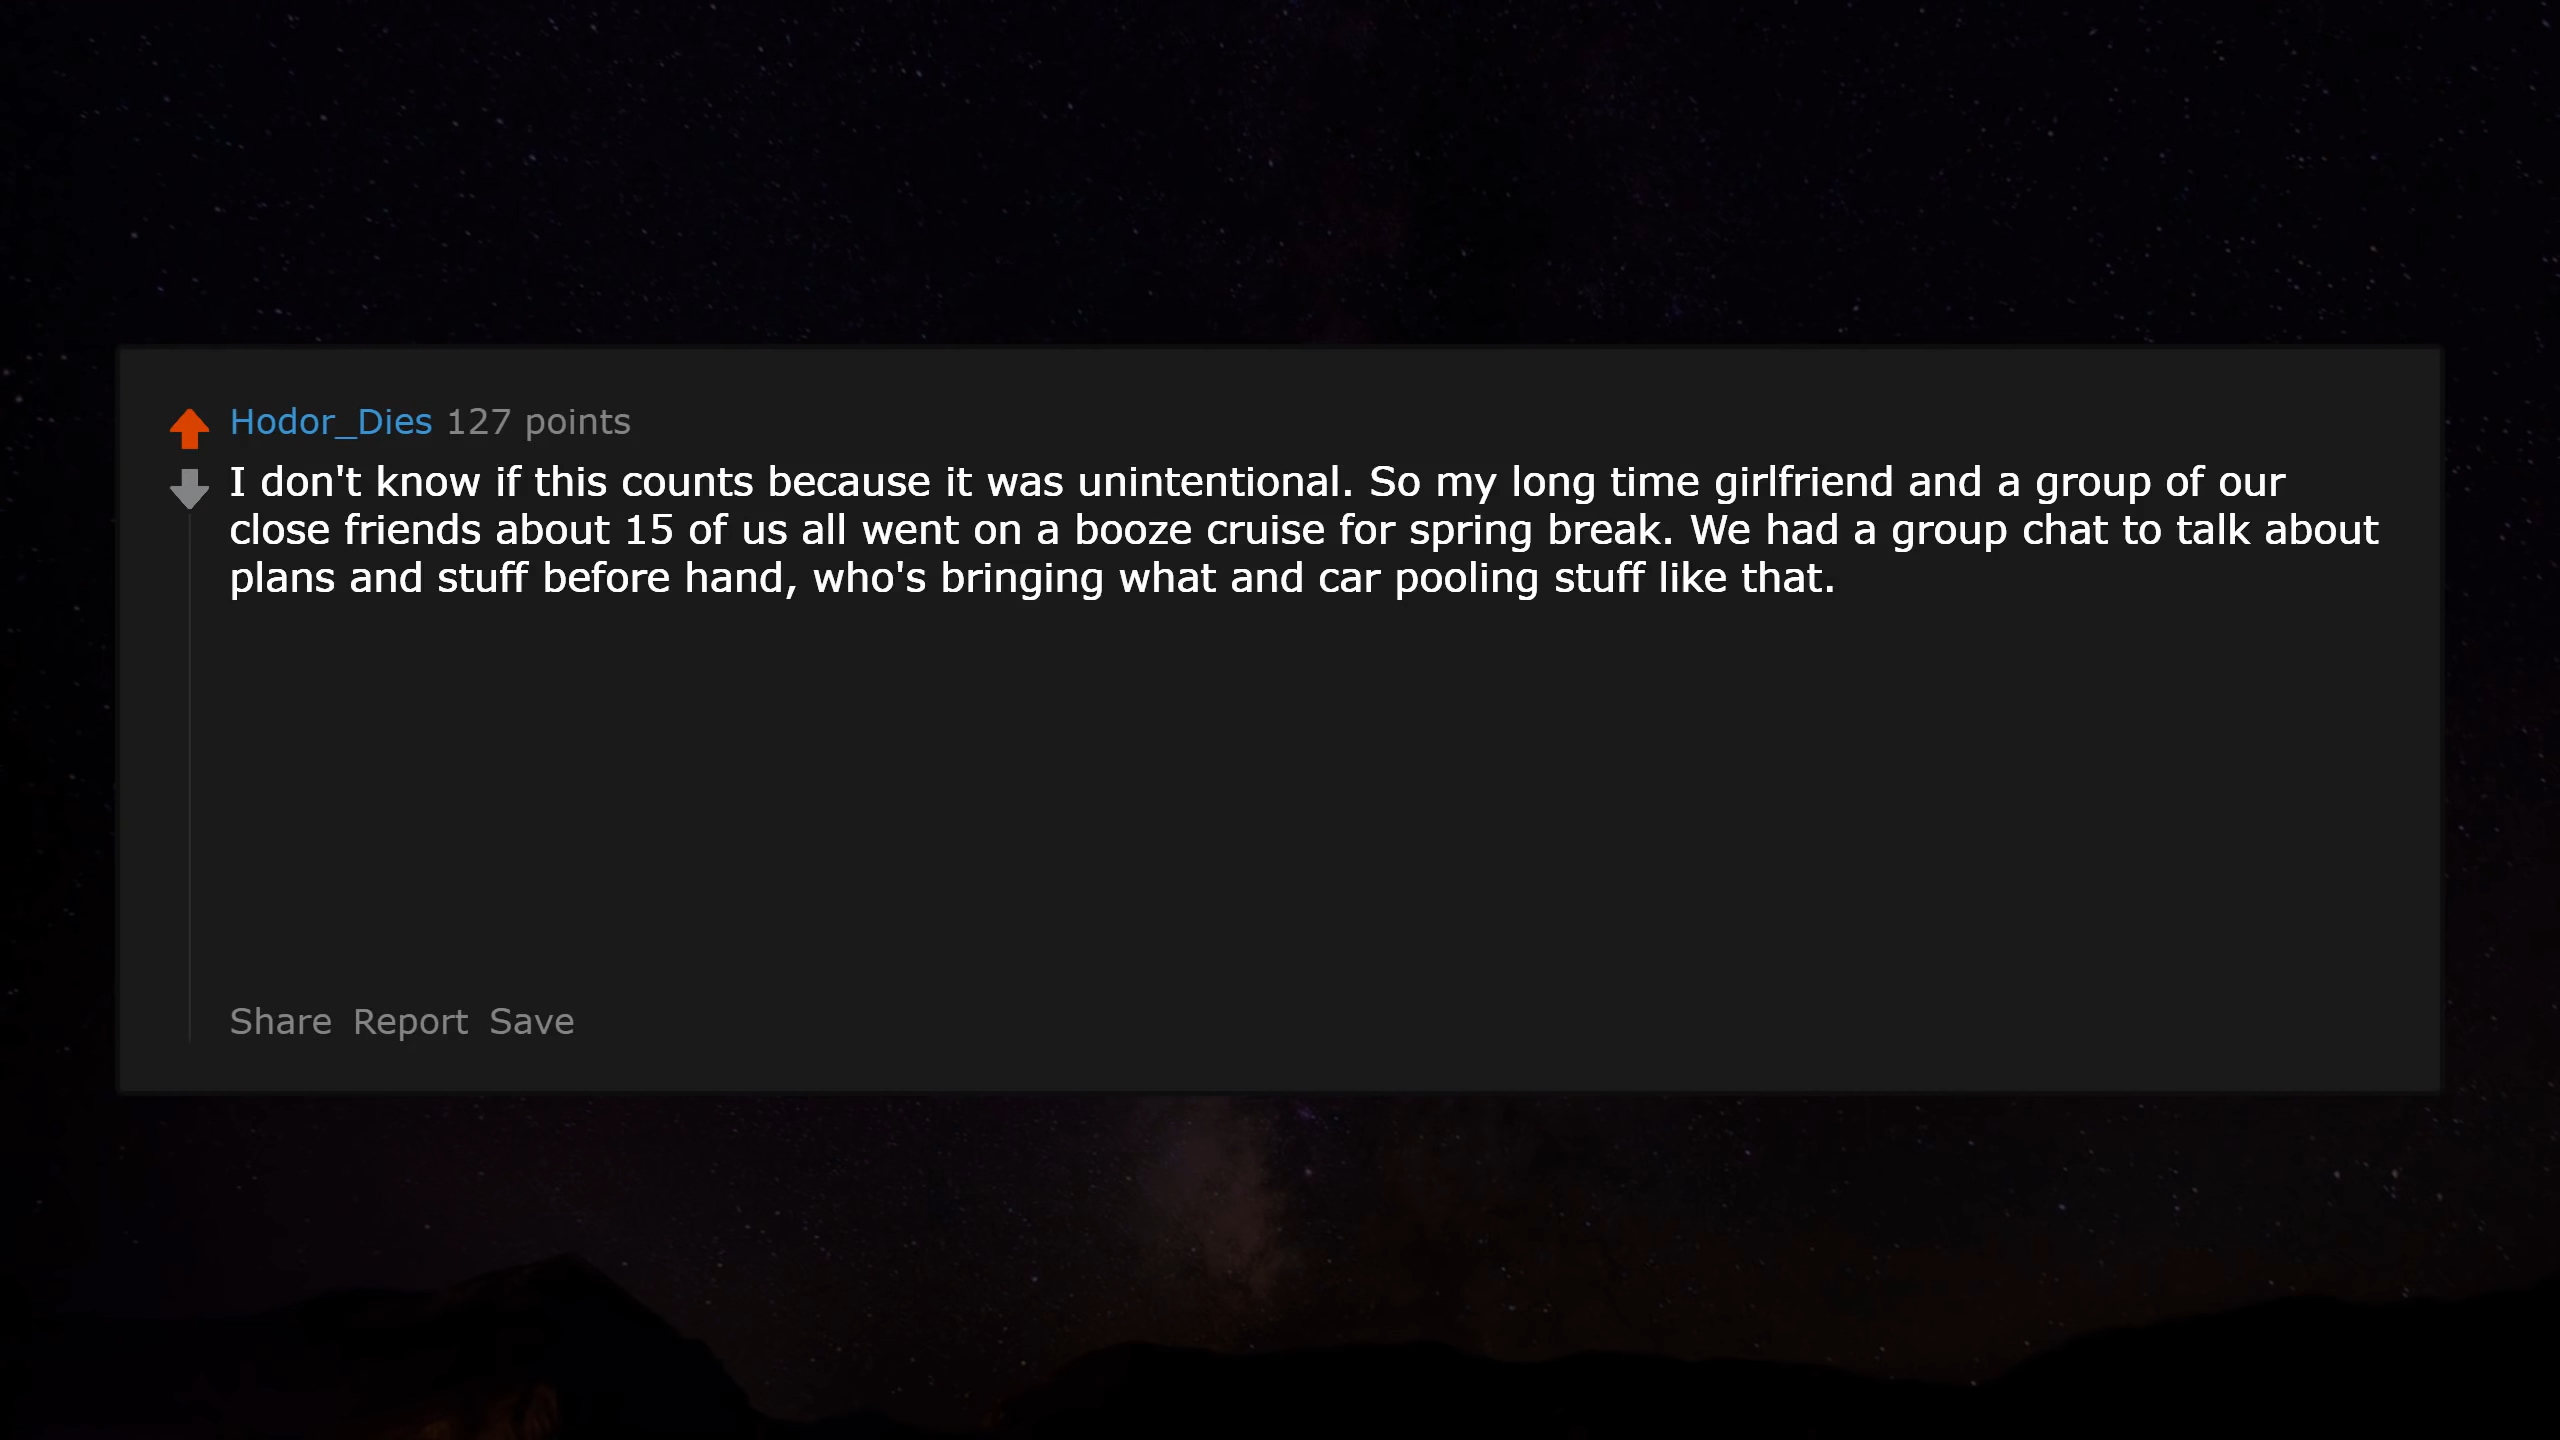 Hodor_Dies 127 points
I don't know if this counts because it was unintentional. So my long time girlfriend and a group of our
close friends about 15 of us all went on a booze cruise for spring break. We had a group chat to talk about
plans and stuff before hand, who's bringing what and car pooling stuff like that.
Share Report Save